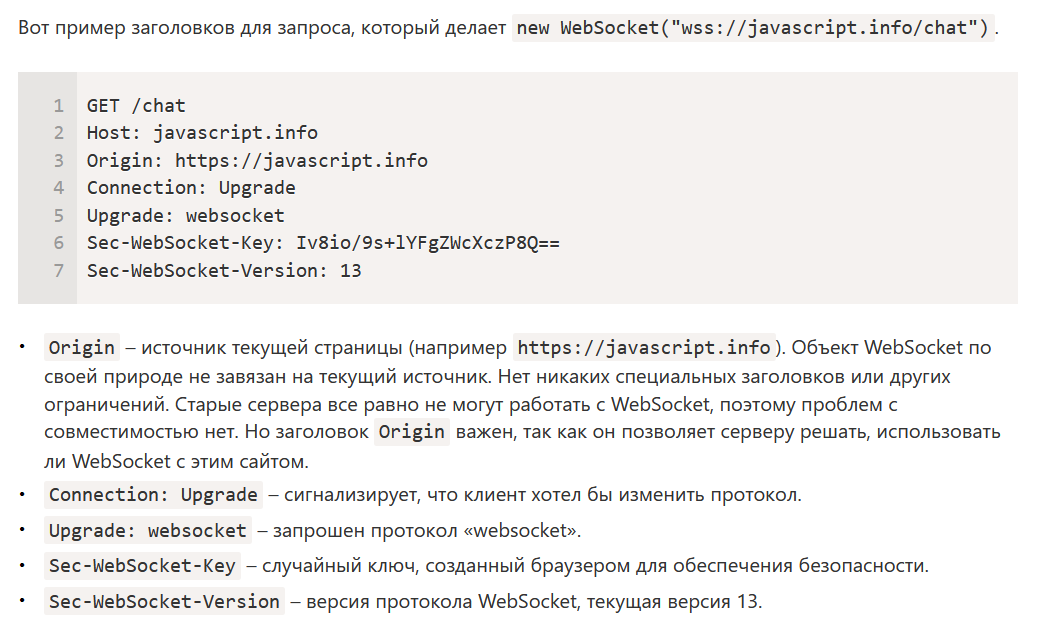 Вот пример заголовков для запроса, который делает new WebSocket("wss://javascript.info/chat").
1 GET /chat
2 Host: javascript.info
3 Origin: https://javascript.info
4 Connection: Upgrade
5 Upgrade: websocket
6 Sec-WebSocket-Key: Iv8io/9s+lYFgZWcXczP8Q==
7 Sec-WebSocket-Version: 13
• Origin – источник текущей страницы (например https://javascript.info). Объект WebSocket по
своей природе не завязан на текущий источник. Нет никаких специальных заголовков или других
ограничений. Старые сервера все равно не могут работать с WebSocket, поэтому проблем с
совместимостью нет. Но заголовок Origin важен, так как он позволяет серверу решать, использовать
ли WebSocket с этим сайтом.
• Connection: Upgrade – сигнализирует, что клиент хотел бы изменить протокол.
• Upgrade: websocket – запрошен протокол «websocket».
• Sec-WebSocket-Key – случайный ключ, созданный браузером для обеспечения безопасности.
• Sec-WebSocket-Version – версия протокола WebSocket, текущая версия 13.